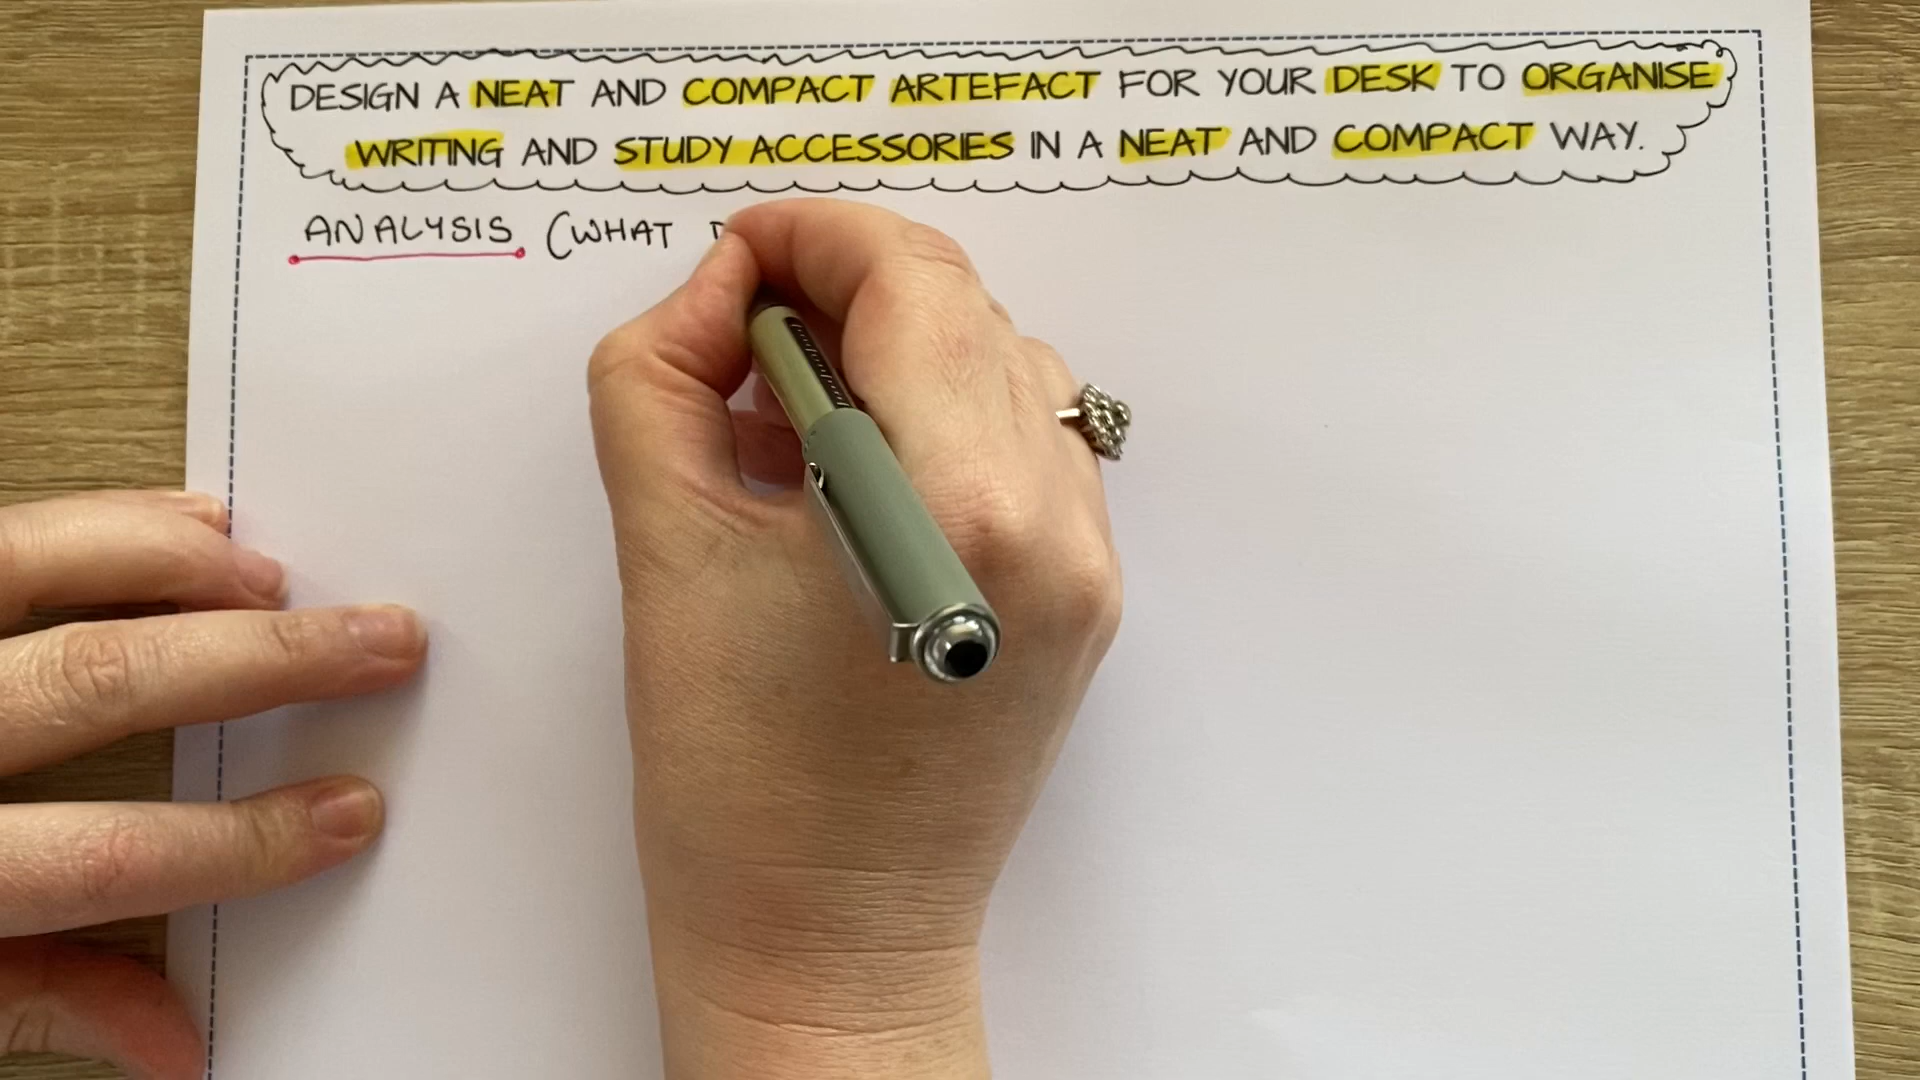 DESIGN A NEAT AND COMPACT ARTEFACT FOR YOUR DESK TO ORGANISE
WRITING AND STUDY ACCESSORIES IN A NEAT AND COMPACT WAY.
ANALYSIS (WHAT